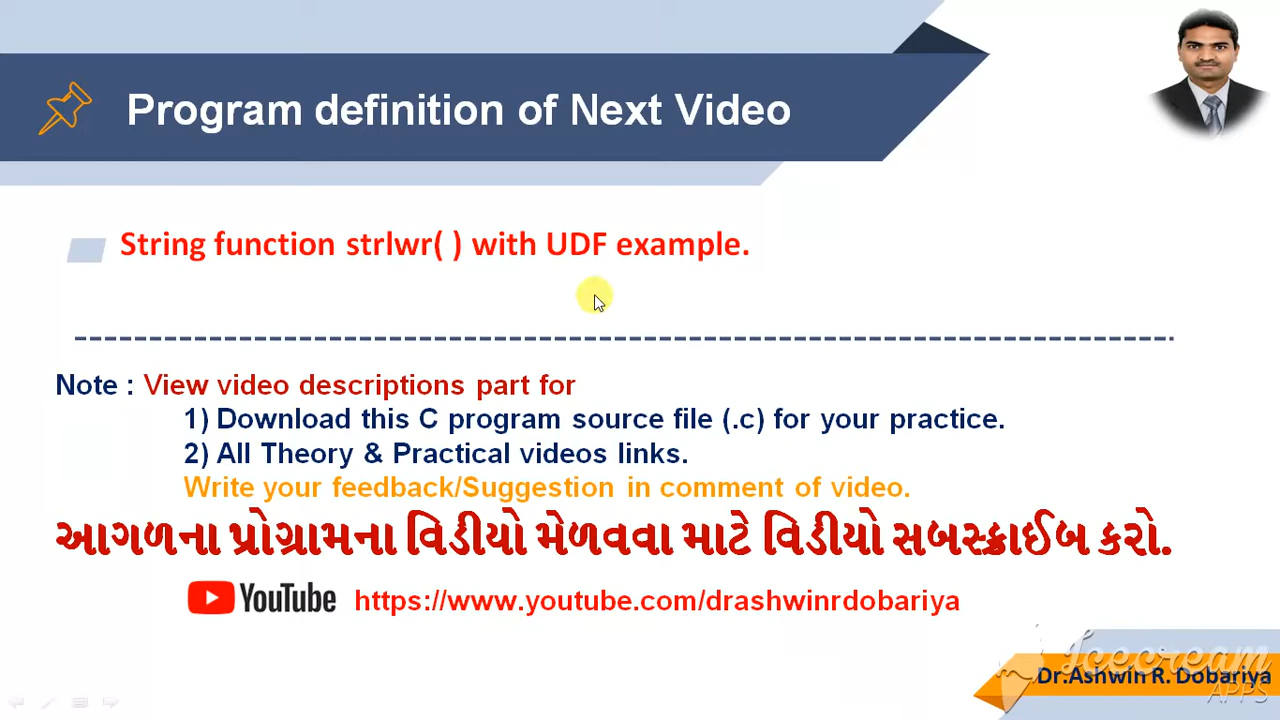 Program definition of Next Video
String function strlwr( ) with UDF example.
Note : View video descriptions part for
1) Download this C program source file (.c) for your practice.
2) All Theory & Practical videos links.
Write your feedback/Suggestion in comment of video.
આગળના પ્રોગ્રામના વિડીયો મેળવવા માટે વિડીયો સબસ્ક્રાઈબ કરો.
YouTube https://www.youtube.com/drashwinrdobariya
Icecream
Dr.Ashwin R. Dobariya
APPS